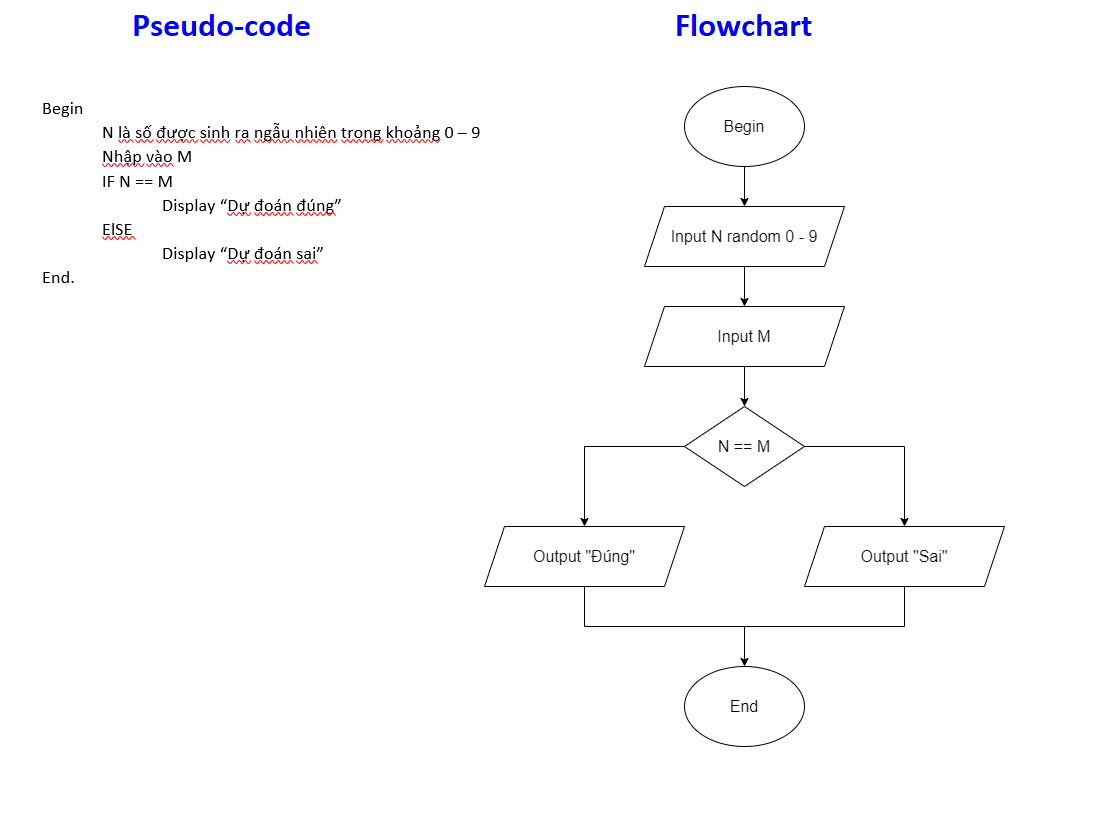 Pseudo-code
Begin
N là số được sinh ra ngẫu nhiên trong khoảng 0 – 9
Nhập vào M
IF N == M
Display “Dự đoán đúng”
ElSE
Display “Dự đoán sai”
End.
Flowchart
Begin
Input N random 0 - 9
Input M
N == M
Output "Đúng"
Output "Sai"
End